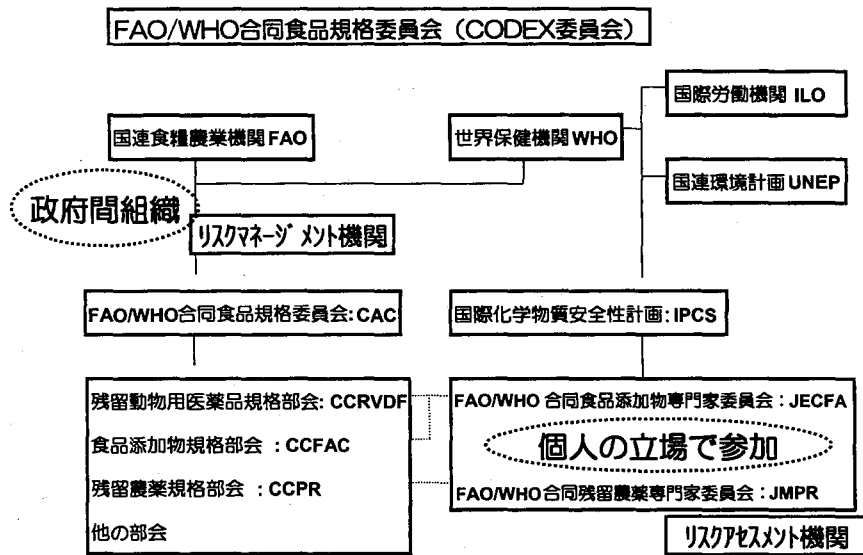 FAO/WHO合同食品規格委員会（CODEX委員会）
国際労働機関 ILO
国連食糧農業機関 FAO
世界保健機関 WHO
国連環境計画 UNEP
政府間組織
リスクマネージメント機関
FAO/WHO合同食品規格委員会: CAC
国際化学物質安全性計画: IPCS
残留動物用医薬品規格部会: CCRVDF
食品添加物規格部会 : CCFAC
残留農薬規格部会 : CCPR
他の部会
FAO/WHO 合同食品添加物専門家委員会 : JECFA
個人の立場で参加
FAO/WHO合同残留農薬専門家委員会 : JMPR
リスクアセスメント機関